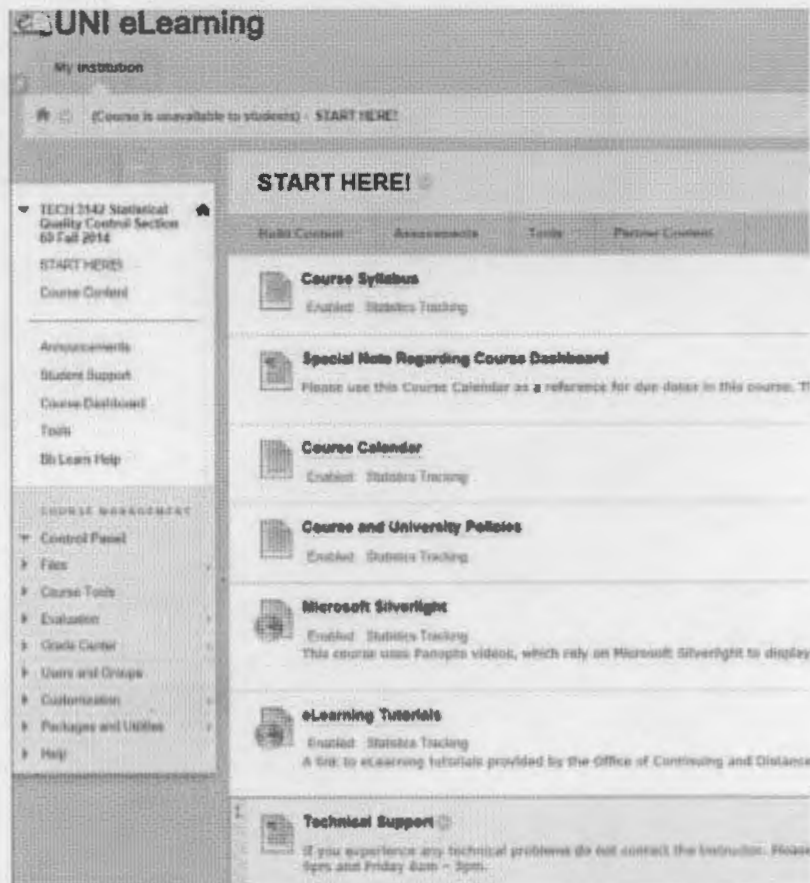 UNI eLearning
My Institution
(Course is unavailable to students) - START HERE!
TECH 3142 Statistical
Quality Control Section
60 Fall 2014
START HERE!
Course Content
Announcements
Student Support
Course Dashboard
Tools
Bb Learn Help
COURSE MANAGEMENT
Control Panel
Files
Course Tools
Evaluation
Grade Center
Users and Groups
Customization
Packages and Utilities
Help
START HERE!
Build Content Assessments Tools Partner Content
Course Syllabus
Enabled: Statistics Tracking
Special Note Regarding Course Dashboard
Please use this Course Calendar as a reference for due dates in this course. Th
Course Calendar
Enabled: Statistics Tracking
Course and University Policies
Enabled: Statistics Tracking
Microsoft Silverlight
Enabled: Statistics Tracking
This course uses Panopto videos, which rely on Microsoft Silverlight to display
eLearning Tutorials
Enabled: Statistics Tracking
A link to eLearning tutorials provided by the Office of Continuing and Distance
Technical Support
If you experience any technical problems do not contact the instructor. Please
5pm and Friday 8am - 5pm.